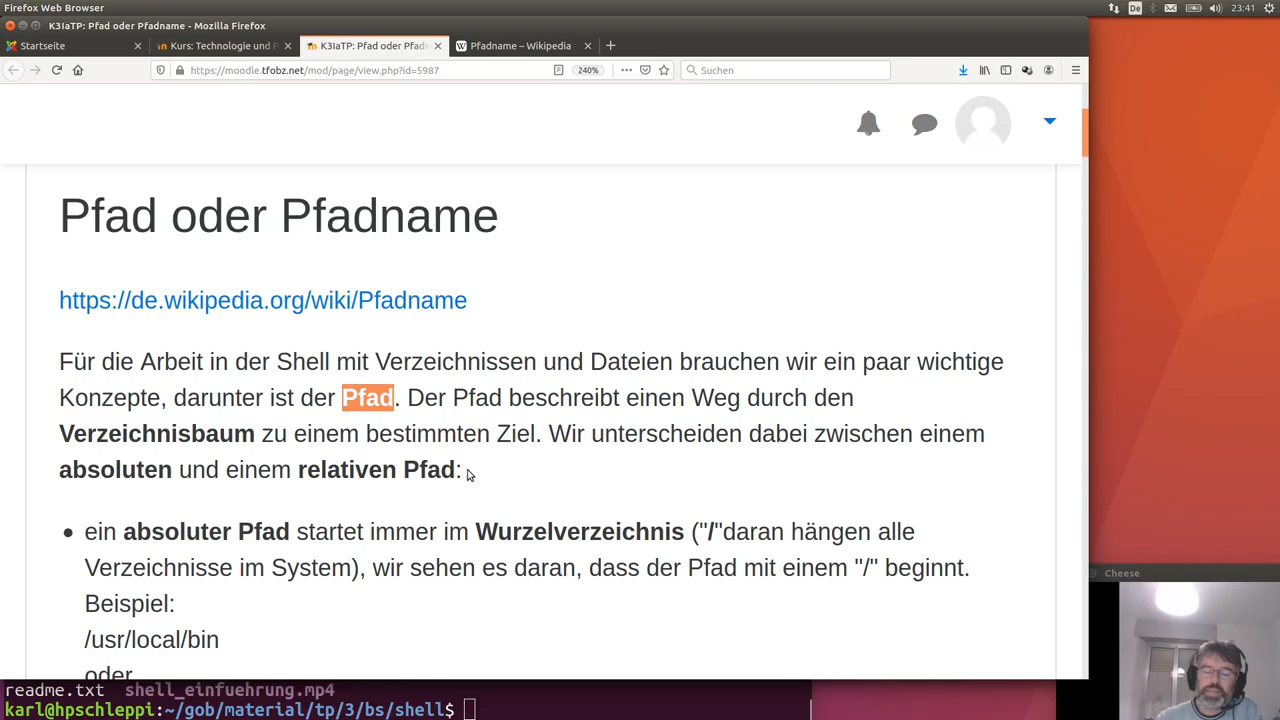 Firefox Web Browser
De
23:41
K3IaTP: Pfad oder Pfadname - Mozilla Firefox
Startseite
Kurs: Technologie und P
K3IaTP: Pfad oder Pfadn
Pfadname – Wikipedia
https://moodle.tfobz.net/mod/page/view.php?id=5987
240%
Suchen
Pfad oder Pfadname
https://de.wikipedia.org/wiki/Pfadname
Für die Arbeit in der Shell mit Verzeichnissen und Dateien brauchen wir ein paar wichtige
Konzepte, darunter ist der Pfad. Der Pfad beschreibt einen Weg durch den
Verzeichnisbaum zu einem bestimmten Ziel. Wir unterscheiden dabei zwischen einem
absoluten und einem relativen Pfad:
• ein absoluter Pfad startet immer im Wurzelverzeichnis ("/"daran hängen alle
Verzeichnisse im System), wir sehen es daran, dass der Pfad mit einem "/" beginnt.
Beispiel:
/usr/local/bin
oder
Cheese
readme.txt shell_einfuehrung.mp4
karl@hpschleppi:~/gob/material/tp/3/bs/shell$